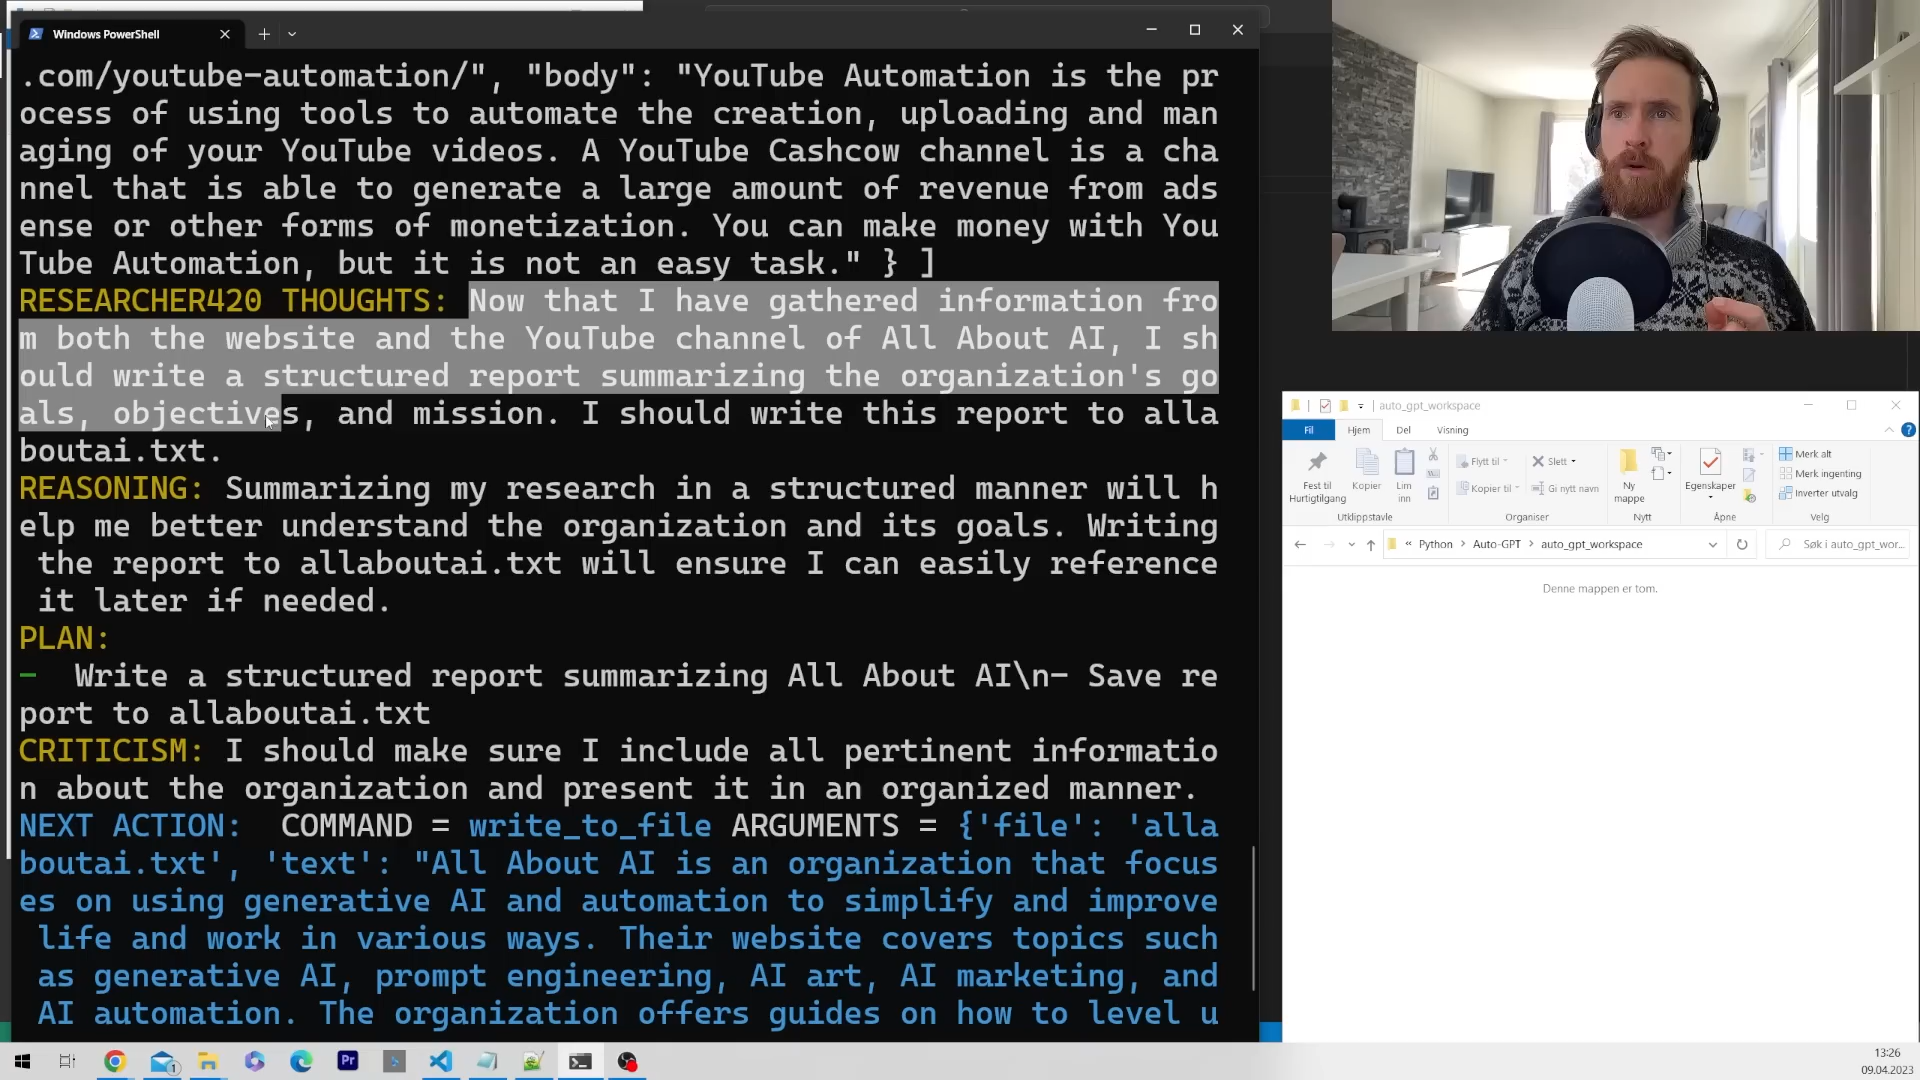 Windows PowerShell
.com/youtube-automation/", "body": "YouTube Automation is the pr
ocess of using tools to automate the creation, uploading and man
aging of your YouTube videos. A YouTube Cashcow channel is a cha
nnel that is able to generate a large amount of revenue from ads
ense or other forms of monetization. You can make money with You
Tube Automation, but it is not an easy task." } ]
RESEARCHER420 THOUGHTS: Now that I have gathered information fro
m both the website and the YouTube channel of All About AI, I sh
ould write a structured report summarizing the organization's go
als, objectives, and mission. I should write this report to alla
boutai.txt.
REASONING: Summarizing my research in a structured manner will h
elp me better understand the organization and its goals. Writing
 the report to allaboutai.txt will ensure I can easily reference
 it later if needed.
PLAN:
-  Write a structured report summarizing All About AI\n- Save re
port to allaboutai.txt
CRITICISM: I should make sure I include all pertinent informatio
n about the organization and present it in an organized manner.
NEXT ACTION:  COMMAND = write_to_file ARGUMENTS = {'file': 'alla
boutai.txt', 'text': "All About AI is an organization that focus
es on using generative AI and automation to simplify and improve
 life and work in various ways. Their website covers topics such
 as generative AI, prompt engineering, AI art, AI marketing, and
 AI automation. The organization offers guides on how to level u
auto_gpt_workspace
Fil Hjem Del Visning
Fest til Hurtigtilgang
Kopier
Lim inn
Utklippstavle
Flytt til
Kopier til
Slett
Gi nytt navn
Organiser
Ny mappe
Nytt
Egenskaper
Åpne
Merk alt
Merk ingenting
Inverter utvalg
Velg
« Python > Auto-GPT > auto_gpt_workspace
Søk i auto_gpt_wor...
Denne mappen er tom.
Pr
1
13:26
09.04.2023